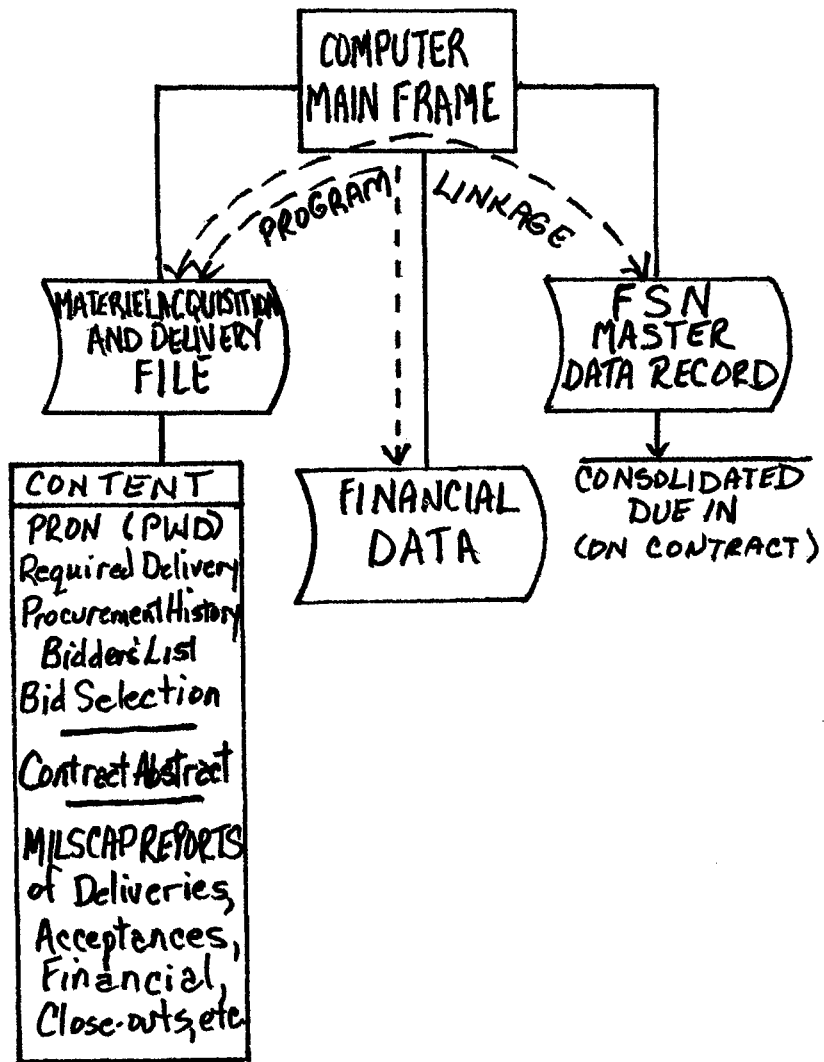 COMPUTER
MAIN FRAME
PROGRAM
LINKAGE
MATERIEL ACQUISITION
AND DELIVERY
FILE
FSN
MASTER
DATA RECORD
CONTENT
PRON (PWD)
Required Delivery
Procurement History
Bidders' List
Bid Selection
Contract Abstract
MILSCAP REPORTS
of Deliveries,
Acceptances,
Financial,
Close-outs, etc.
FINANCIAL
DATA
CONSOLIDATED
DUE IN
(ON CONTRACT)